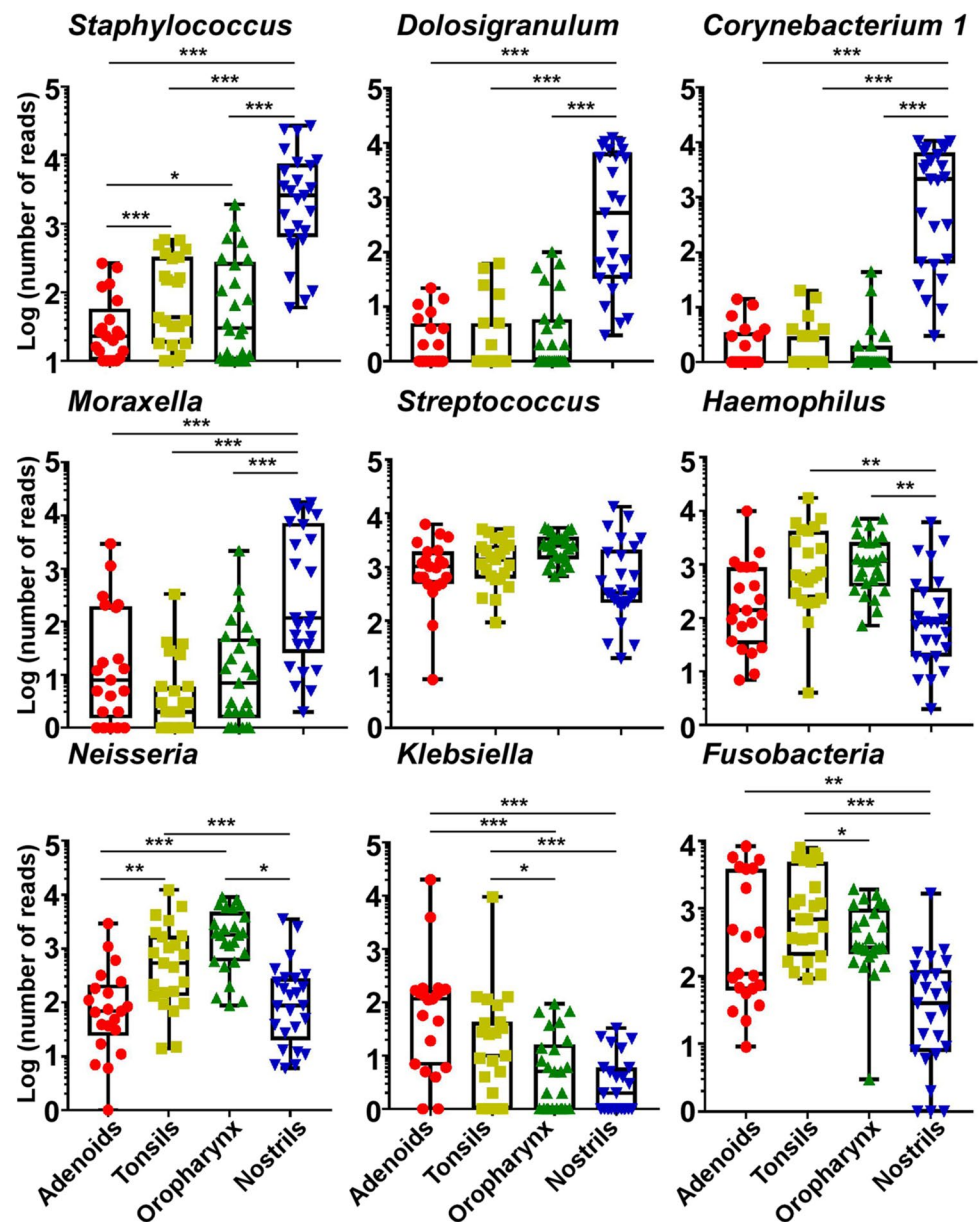 Staphylococcus Dolosigranulum Corynebacterium 1
*** *** ***
*** *** ***
*** *** ***
* 
***
Log (number of reads)
5 5 5
4 4 4
3 3 3
2 2 2
1 1 1
0 0
Moraxella Streptococcus Haemophilus
***
*** **
*** **
Log (number of reads)
5 5 5
4 4 4
3 3 3
2 2 2
1 1 1
0 0 0
Neisseria Klebsiella Fusobacteria
*** **
*** *** ***
*** *** *
** * *
Log (number of reads)
5 5 4
4 4 3
3 3 2
2 2 1
1 1 0
0 0
Adenoids Tonsils Oropharynx Nostrils
Adenoids Tonsils Oropharynx Nostrils
Adenoids Tonsils Oropharynx Nostrils